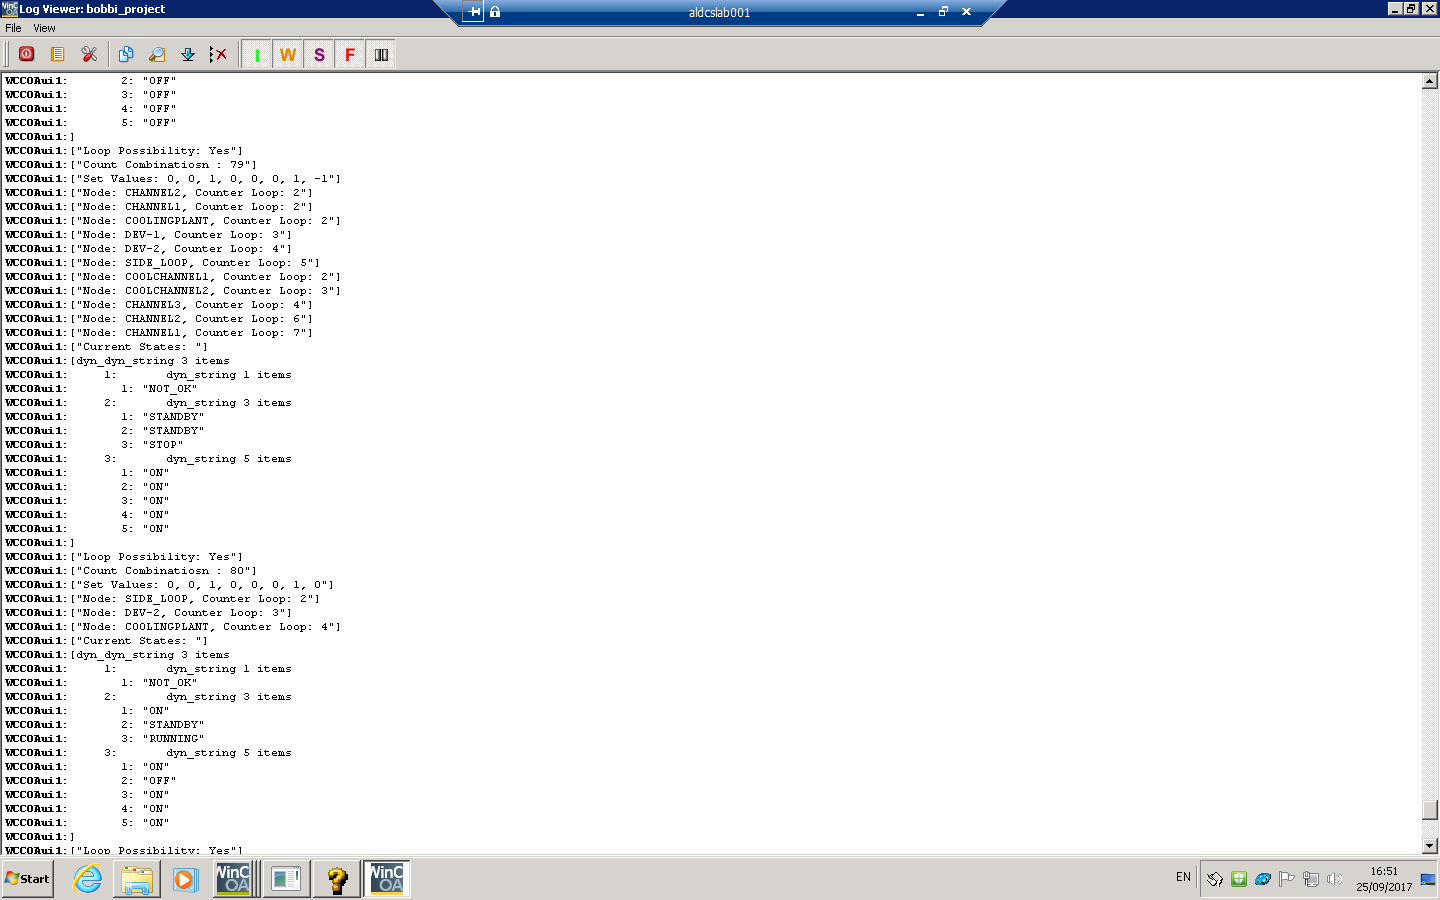 Log Viewer: bobbi_project
aldcslab001
File View
I W S F
WCCOAui1: 2: "OFF"
WCCOAui1: 3: "OFF"
WCCOAui1: 4: "OFF"
WCCOAui1: 5: "OFF"
WCCOAui1:]
WCCOAui1:["Loop Possibility: Yes"]
WCCOAui1:["Count Combinatiosn : 79"]
WCCOAui1:["Set Values: 0, 0, 1, 0, 0, 0, 1, -1"]
WCCOAui1:["Node: CHANNEL2, Counter Loop: 2"]
WCCOAui1:["Node: CHANNEL1, Counter Loop: 2"]
WCCOAui1:["Node: COOLINGPLANT, Counter Loop: 2"]
WCCOAui1:["Node: DEV-1, Counter Loop: 3"]
WCCOAui1:["Node: DEV-2, Counter Loop: 4"]
WCCOAui1:["Node: SIDE_LOOP, Counter Loop: 5"]
WCCOAui1:["Node: COOLCHANNEL1, Counter Loop: 2"]
WCCOAui1:["Node: COOLCHANNEL2, Counter Loop: 3"]
WCCOAui1:["Node: CHANNEL3, Counter Loop: 4"]
WCCOAui1:["Node: CHANNEL2, Counter Loop: 6"]
WCCOAui1:["Node: CHANNEL1, Counter Loop: 7"]
WCCOAui1:["Current States: "]
WCCOAui1:[dyn_dyn_string 3 items
WCCOAui1: 1: dyn_string 1 items
WCCOAui1: 1: "NOT_OK"
WCCOAui1: 2: dyn_string 3 items
WCCOAui1: 1: "STANDBY"
WCCOAui1: 2: "STANDBY"
WCCOAui1: 3: "STOP"
WCCOAui1: 3: dyn_string 5 items
WCCOAui1: 1: "ON"
WCCOAui1: 2: "ON"
WCCOAui1: 3: "ON"
WCCOAui1: 4: "ON"
WCCOAui1: 5: "ON"
WCCOAui1:]
WCCOAui1:["Loop Possibility: Yes"]
WCCOAui1:["Count Combinatiosn : 80"]
WCCOAui1:["Set Values: 0, 0, 1, 0, 0, 0, 1, 0"]
WCCOAui1:["Node: SIDE_LOOP, Counter Loop: 2"]
WCCOAui1:["Node: DEV-2, Counter Loop: 3"]
WCCOAui1:["Node: COOLINGPLANT, Counter Loop: 4"]
WCCOAui1:["Current States: "]
WCCOAui1:[dyn_dyn_string 3 items
WCCOAui1: 1: dyn_string 1 items
WCCOAui1: 1: "NOT_OK"
WCCOAui1: 2: dyn_string 3 items
WCCOAui1: 1: "ON"
WCCOAui1: 2: "STANDBY"
WCCOAui1: 3: "RUNNING"
WCCOAui1: 3: dyn_string 5 items
WCCOAui1: 1: "ON"
WCCOAui1: 2: "OFF"
WCCOAui1: 3: "ON"
WCCOAui1: 4: "ON"
WCCOAui1: 5: "ON"
WCCOAui1:]
WCCOAui1:["Loop Possibility: Yes"]
Start
WinC OA
WinC OA
EN
16:51
25/09/2017